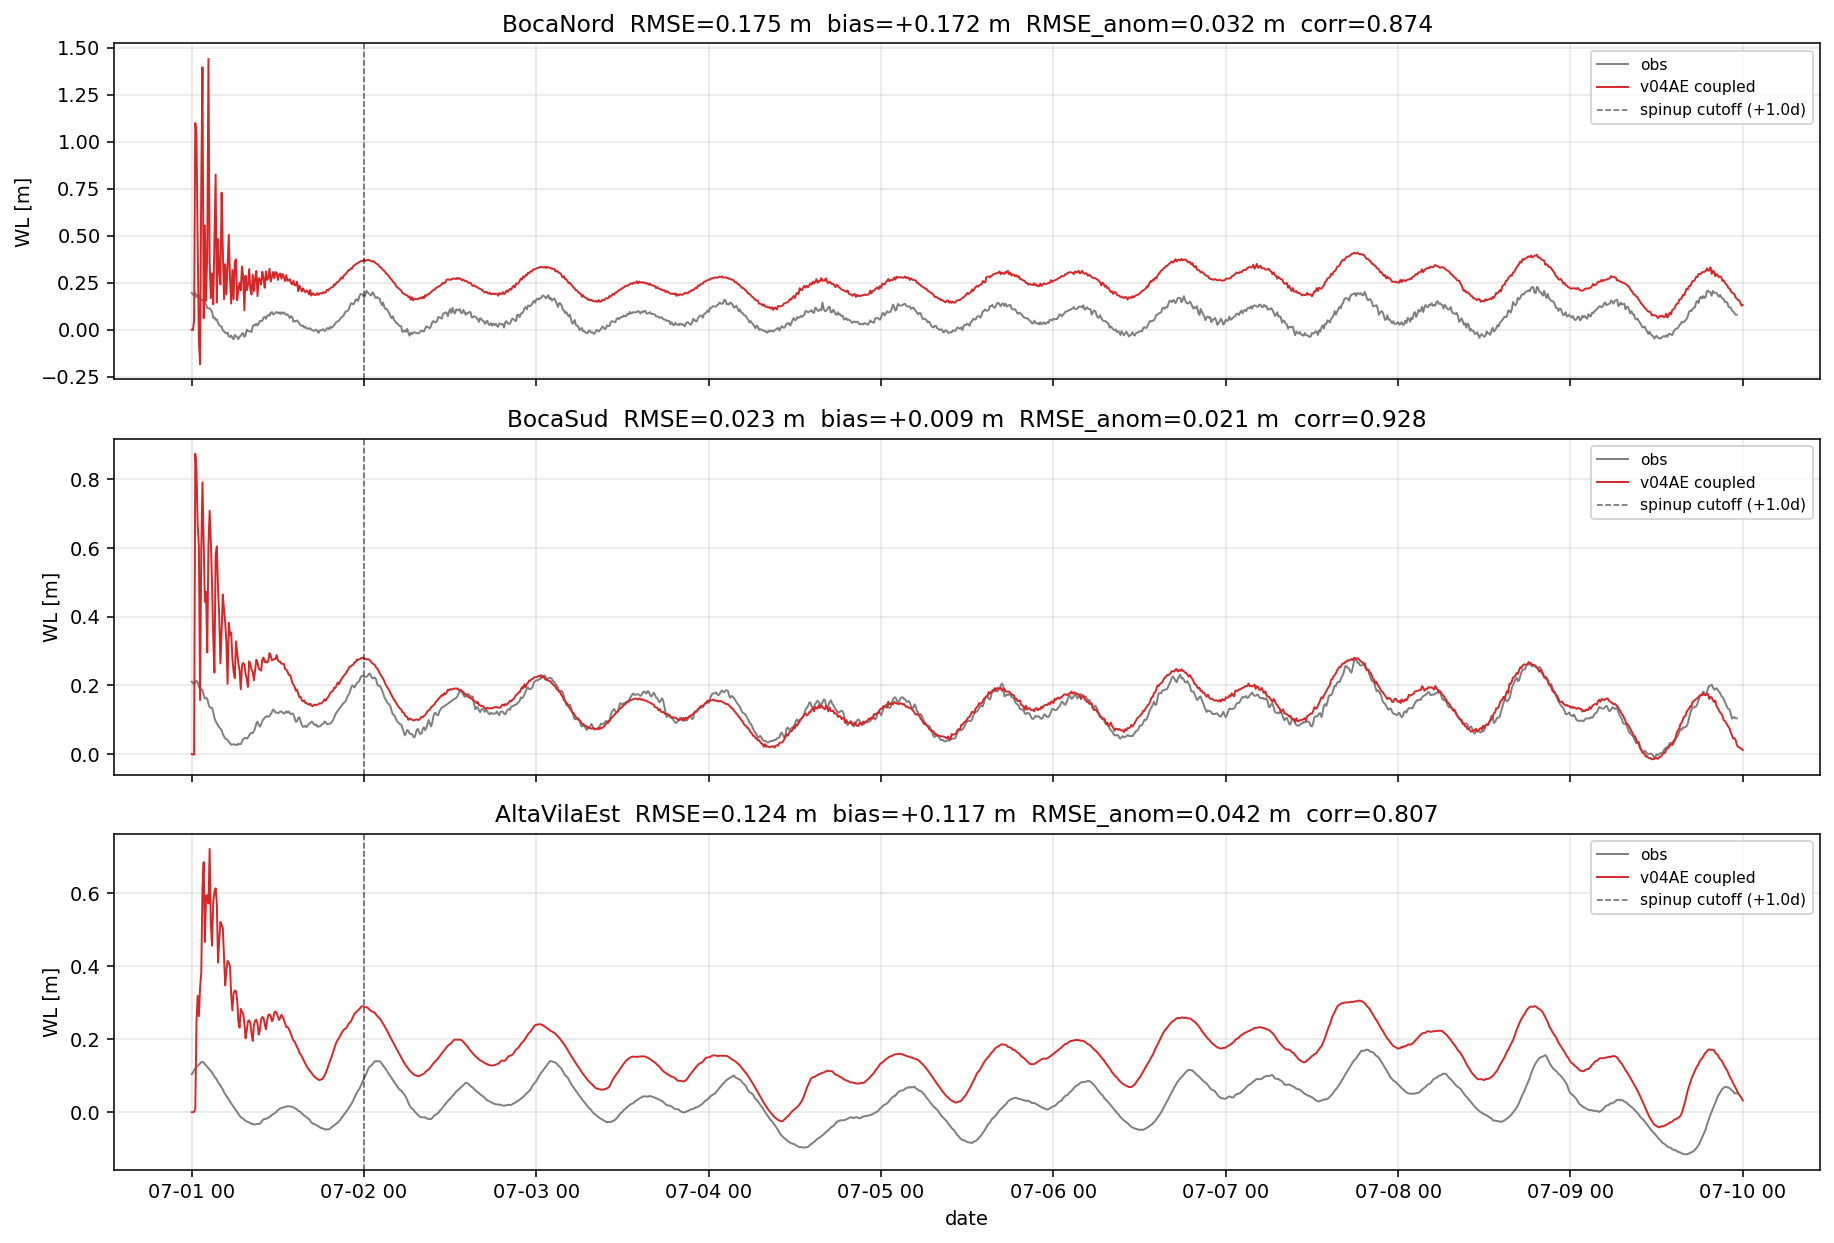 BocaNord  RMSE=0.175 m  bias=+0.172 m  RMSE_anom=0.032 m  corr=0.874
WL [m]
1.50
1.25
1.00
0.75
0.50
0.25
0.00
−0.25
obs
v04AE coupled
spinup cutoff (+1.0d)
BocaSud  RMSE=0.023 m  bias=+0.009 m  RMSE_anom=0.021 m  corr=0.928
WL [m]
0.8
0.6
0.4
0.2
0.0
obs
v04AE coupled
spinup cutoff (+1.0d)
AltaVilaEst  RMSE=0.124 m  bias=+0.117 m  RMSE_anom=0.042 m  corr=0.807
WL [m]
0.6
0.4
0.2
0.0
obs
v04AE coupled
spinup cutoff (+1.0d)
07-01 00 07-02 00 07-03 00 07-04 00 07-05 00 07-06 00 07-07 00 07-08 00 07-09 00 07-10 00
date